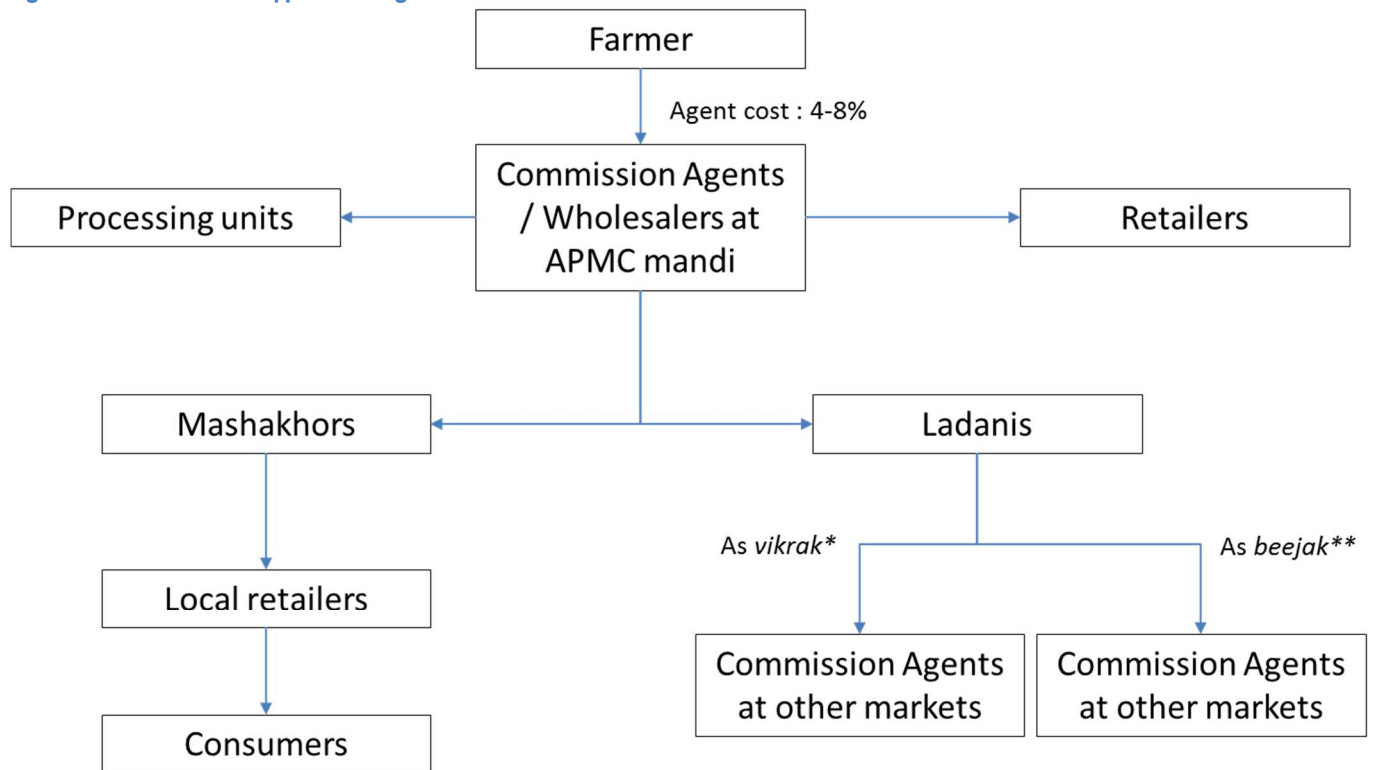 Farmer
Agent cost : 4-8%
Commission Agents
/ Wholesalers at
APMC mandi
Processing units
Retailers
Mashakhors
Ladanis
As vikrak*
As beejak**
Local retailers
Commission Agents
at other markets
Commission Agents
at other markets
Consumers